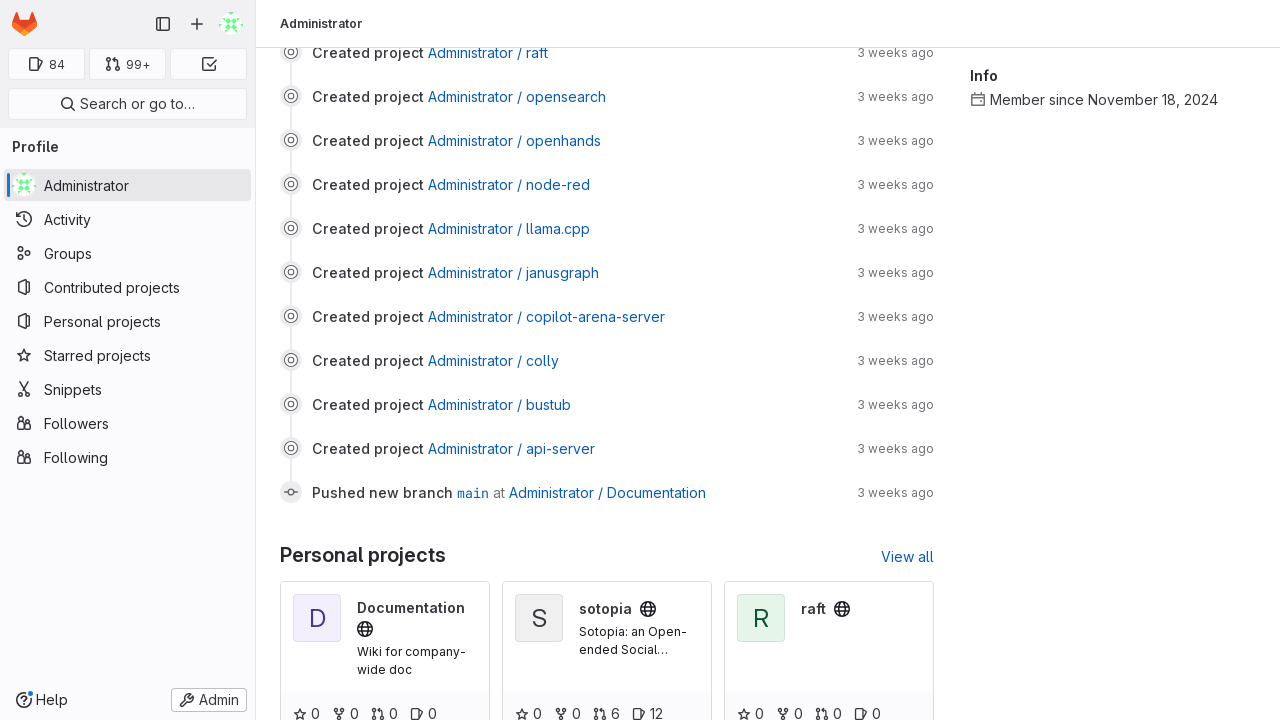 84
99+
Search or go to…
Profile
Administrator
Activity
Groups
Contributed projects
Personal projects
Starred projects
Snippets
Followers
Following
Help
Admin
Administrator
Created project Administrator / raft 3 weeks ago
Created project Administrator / opensearch 3 weeks ago
Created project Administrator / openhands 3 weeks ago
Created project Administrator / node-red 3 weeks ago
Created project Administrator / llama.cpp 3 weeks ago
Created project Administrator / janusgraph 3 weeks ago
Created project Administrator / copilot-arena-server 3 weeks ago
Created project Administrator / colly 3 weeks ago
Created project Administrator / bustub 3 weeks ago
Created project Administrator / api-server 3 weeks ago
Pushed new branch main at Administrator / Documentation 3 weeks ago
Personal projects
View all
D
Documentation
Wiki for company-
wide doc
0 0 0 0
S
sotopia
Sotopia: an Open-
ended Social…
0 0 6 12
R
raft
0 0 0 0
Info
Member since November 18, 2024